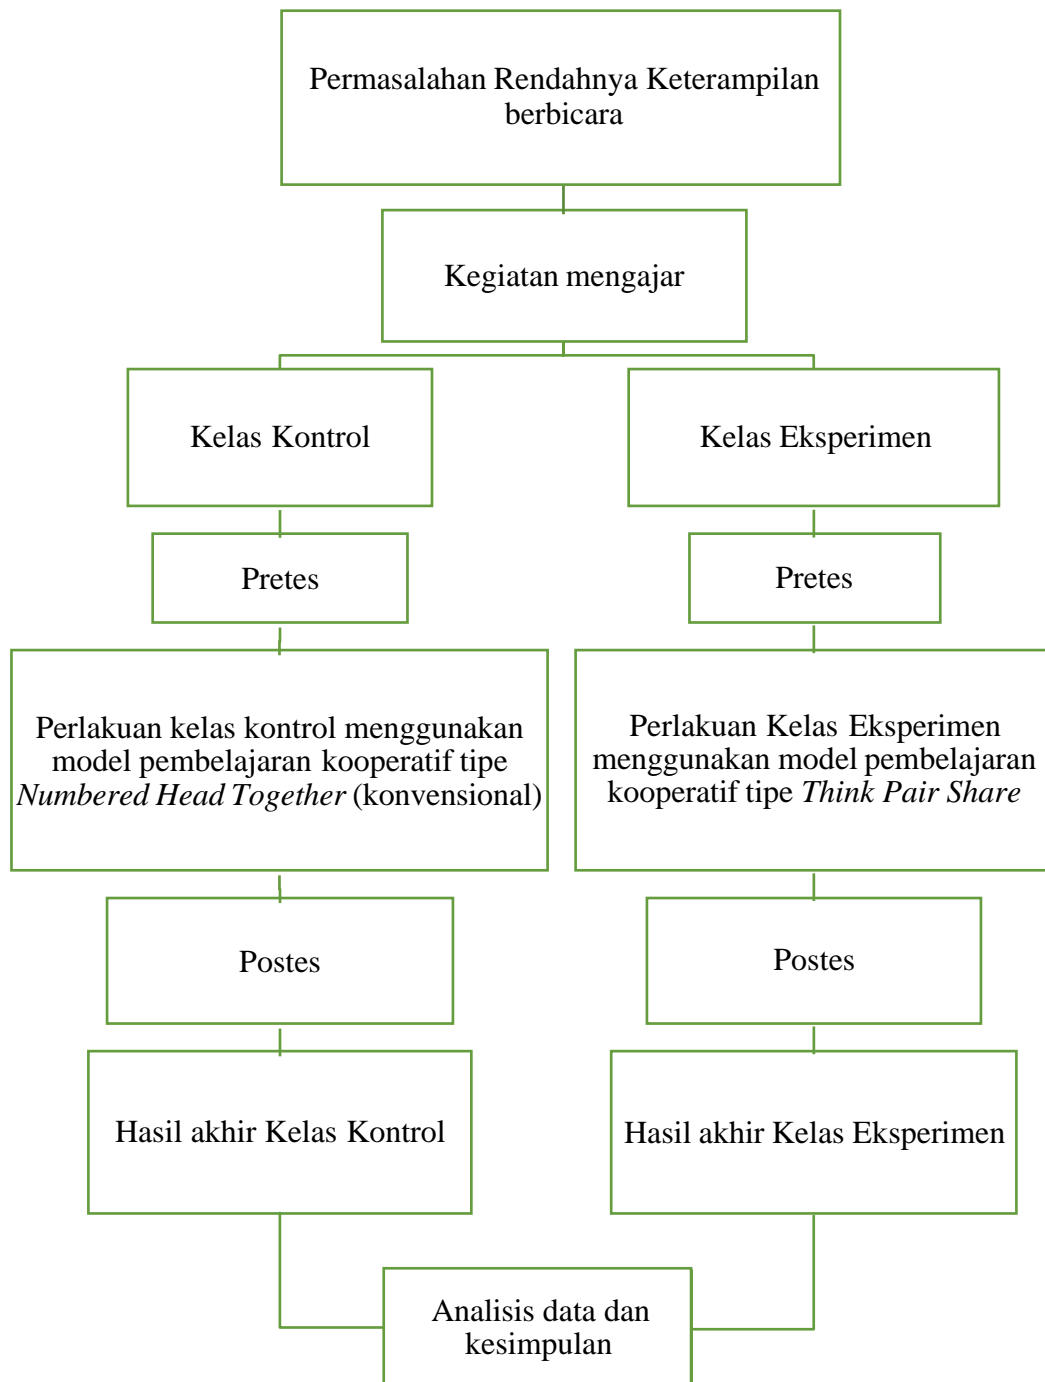 Permasalahan Rendahnya Keterampilan
berbicara
Kegiatan mengajar
Kelas Kontrol
Kelas Eksperimen
Pretes
Pretes
Perlakuan kelas kontrol menggunakan
model pembelajaran kooperatif tipe
Numbered Head Together (konvensional)
Perlakuan Kelas Eksperimen
menggunakan model pembelajaran
kooperatif tipe Think Pair Share
Postes
Postes
Hasil akhir Kelas Kontrol
Hasil akhir Kelas Eksperimen
Analisis data dan
kesimpulan